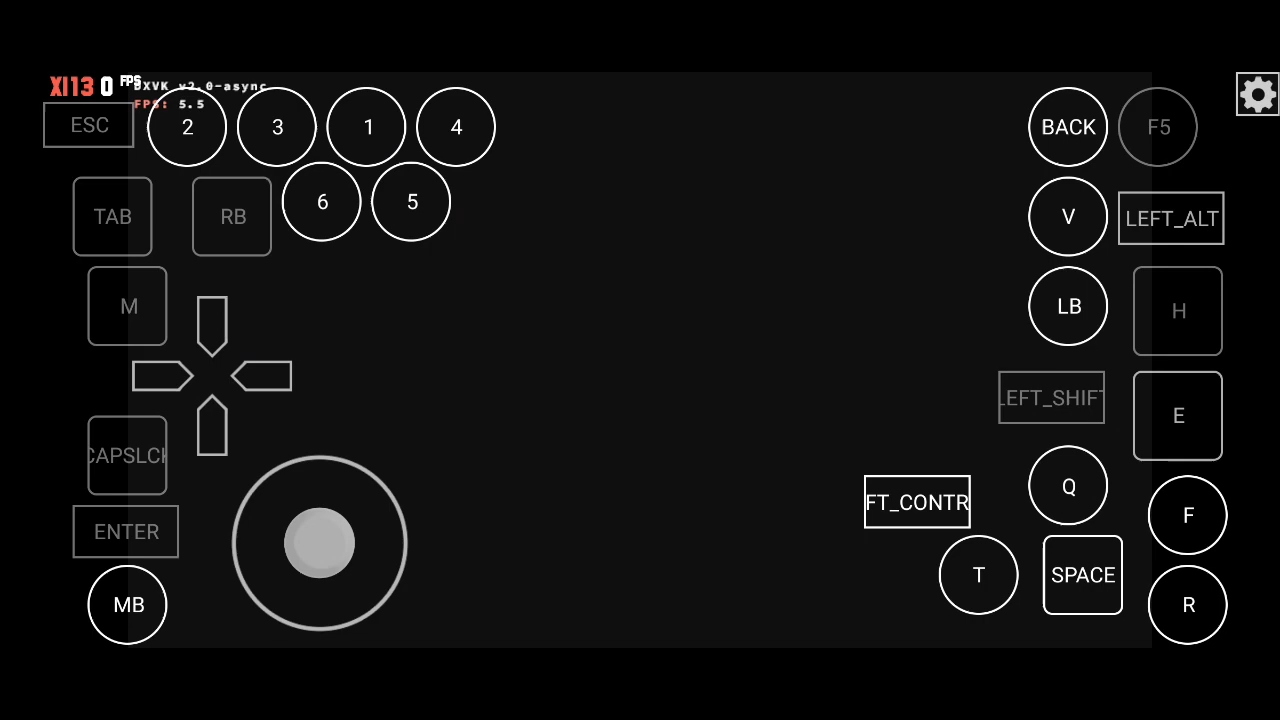 X113 0 FPS
DXVK v2.0-async
FPS: 5.5
ESC
2
3
1
4
BACK
F5
TAB
RB
6
5
V
LEFT_ALT
M
LB
H
LEFT_SHIFT
E
CAPSLCK
Q
FT_CONTR
ENTER
F
T
SPACE
MB
R